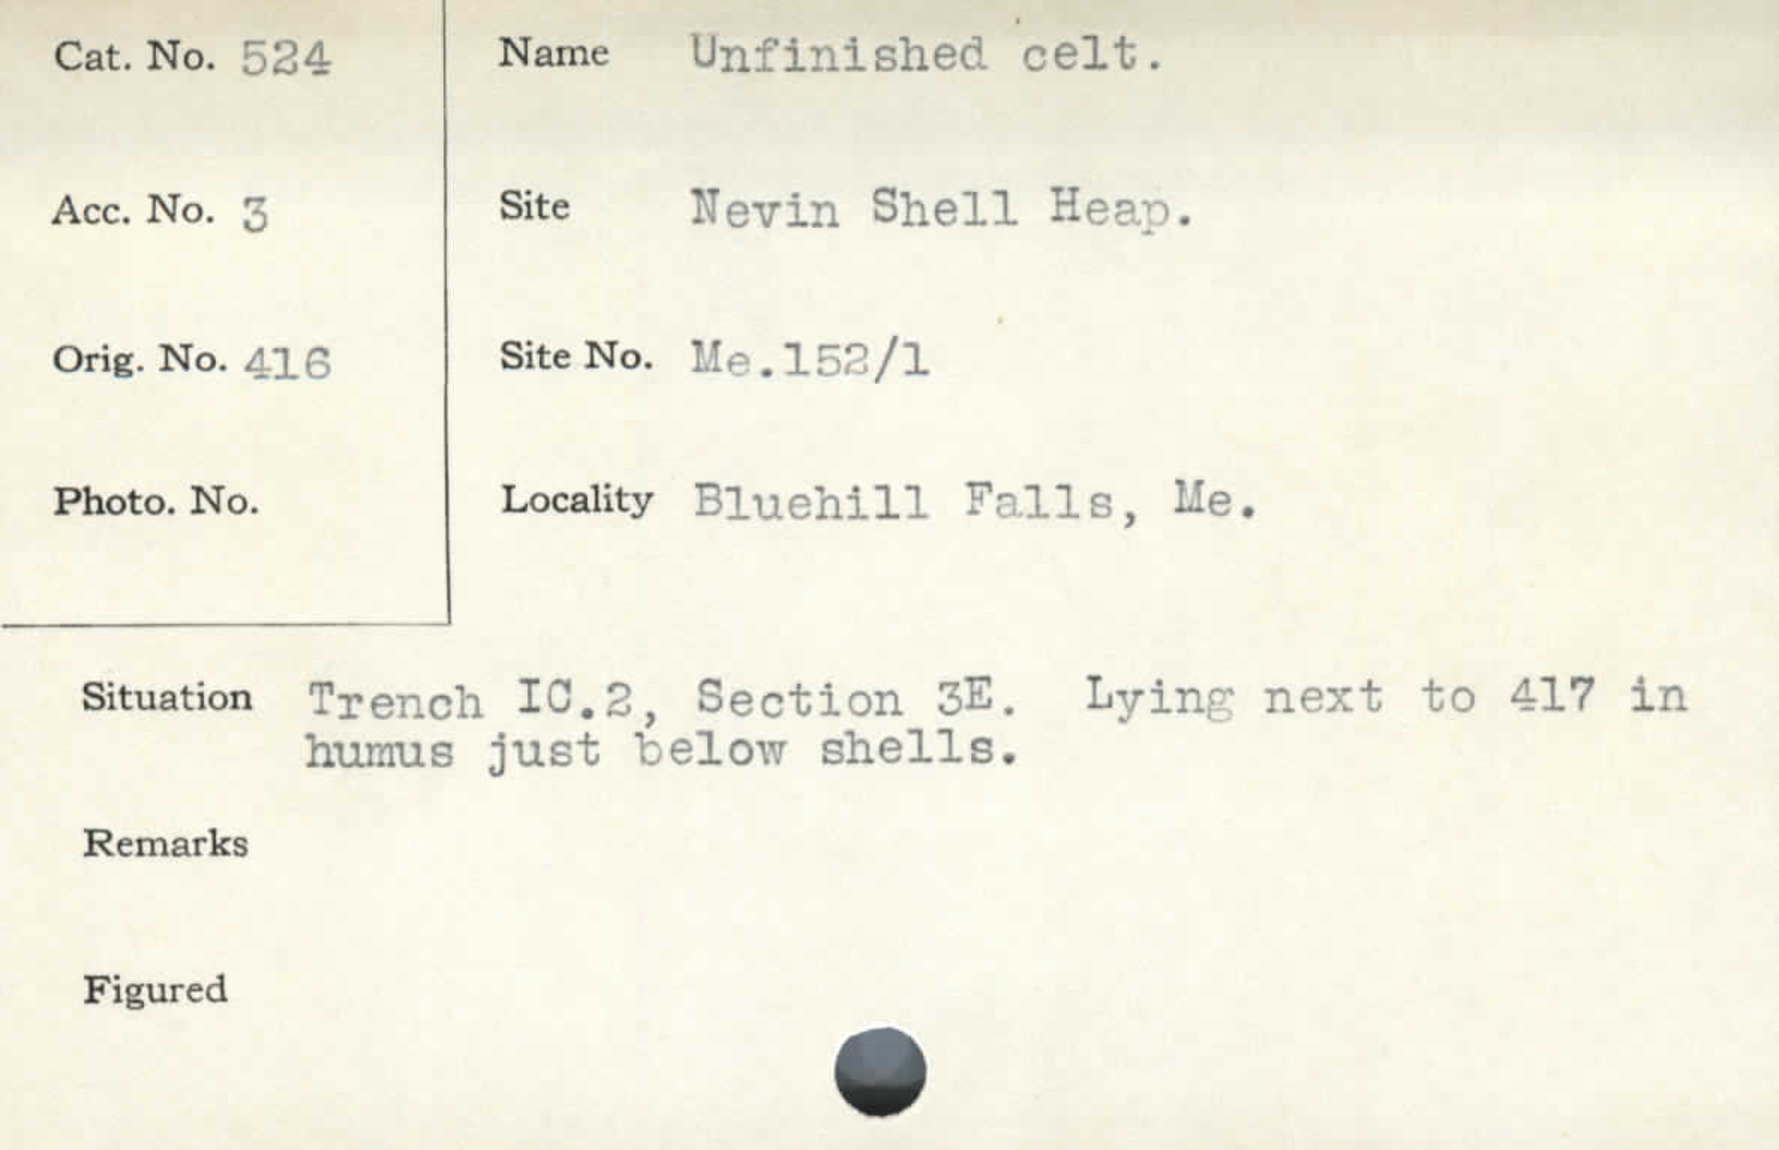 Cat. No. 524
Name Unfinished celt.
Acc. No. 3
Site Nevin Shell Heap.
Orig. No. 416
Site No. Me.152/1
Photo. No.
Locality Bluehill Falls, Me.
Situation Trench IC.2, Section 3E. Lying next to 417 in
humus just below shells.
Remarks
Figured